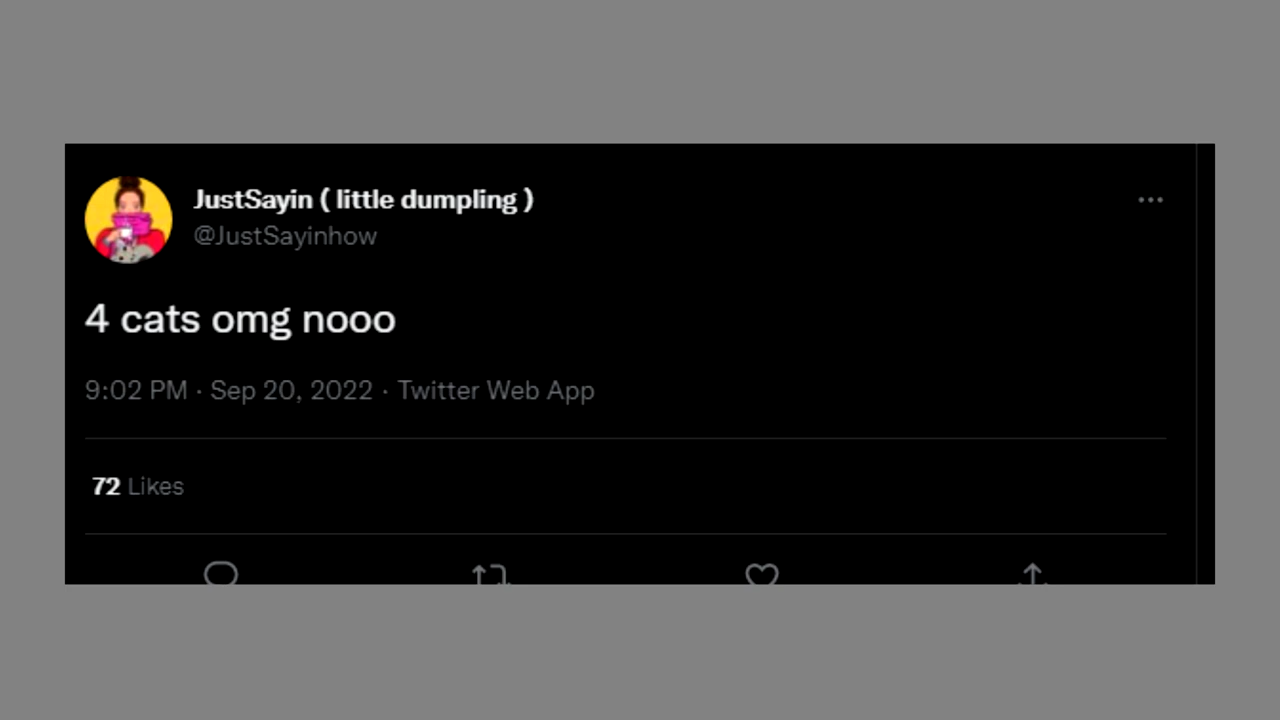 JustSayin ( little dumpling )
@JustSayinhow
4 cats omg nooo
9:02 PM · Sep 20, 2022 · Twitter Web App
72 Likes